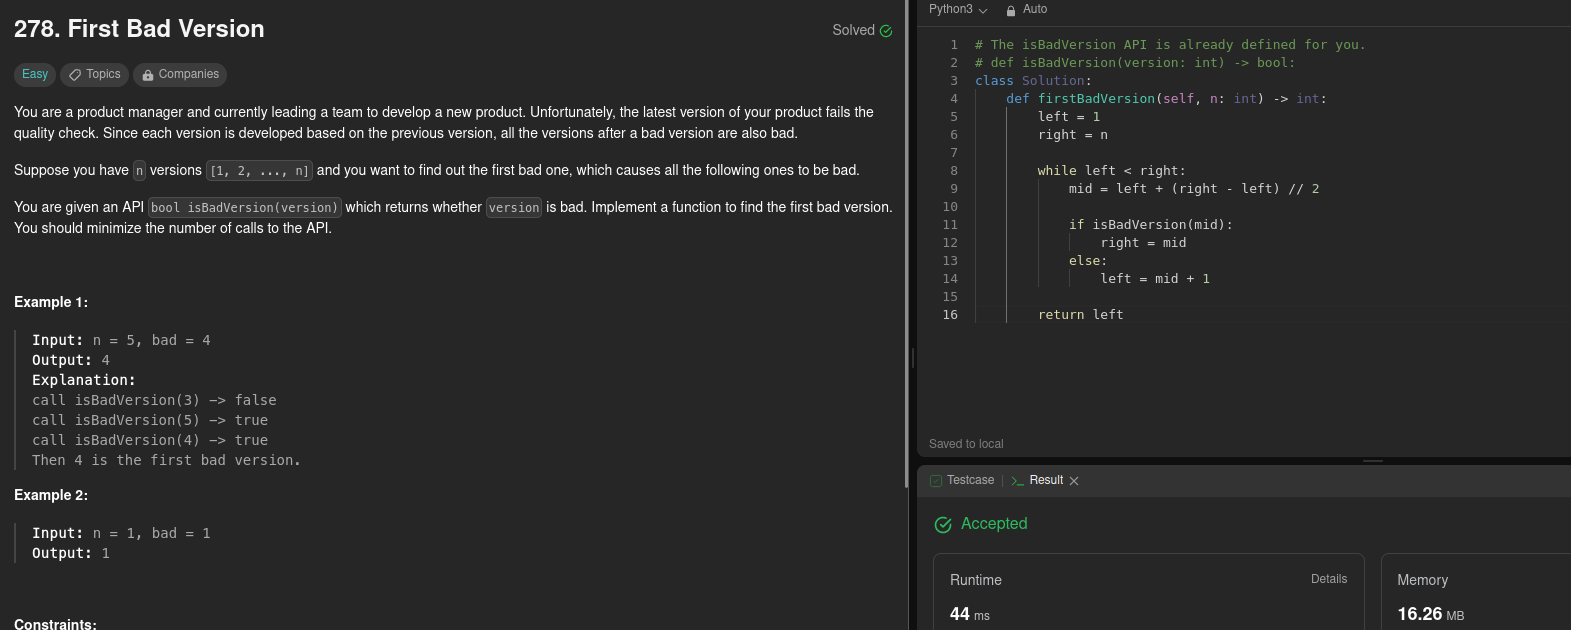 278. First Bad Version
Solved
Easy Topics Companies
You are a product manager and currently leading a team to develop a new product. Unfortunately, the latest version of your product fails the
quality check. Since each version is developed based on the previous version, all the versions after a bad version are also bad.
Suppose you have n versions [1, 2, ..., n] and you want to find out the first bad one, which causes all the following ones to be bad.
You are given an API bool isBadVersion(version) which returns whether version is bad. Implement a function to find the first bad version.
You should minimize the number of calls to the API.
Example 1:
Input: n = 5, bad = 4
Output: 4
Explanation:
call isBadVersion(3) -> false
call isBadVersion(5) -> true
call isBadVersion(4) -> true
Then 4 is the first bad version.
Example 2:
Input: n = 1, bad = 1
Output: 1
Constraints:
Python3 Auto
1 # The isBadVersion API is already defined for you.
2 # def isBadVersion(version: int) -> bool:
3 class Solution:
4     def firstBadVersion(self, n: int) -> int:
5         left = 1
6         right = n
7
8         while left < right:
9             mid = left + (right - left) // 2
10
11             if isBadVersion(mid):
12                 right = mid
13             else:
14                 left = mid + 1
15
16         return left
Saved to local
Testcase | >_ Result
Accepted
Runtime Details Memory
44 ms 16.26 MB